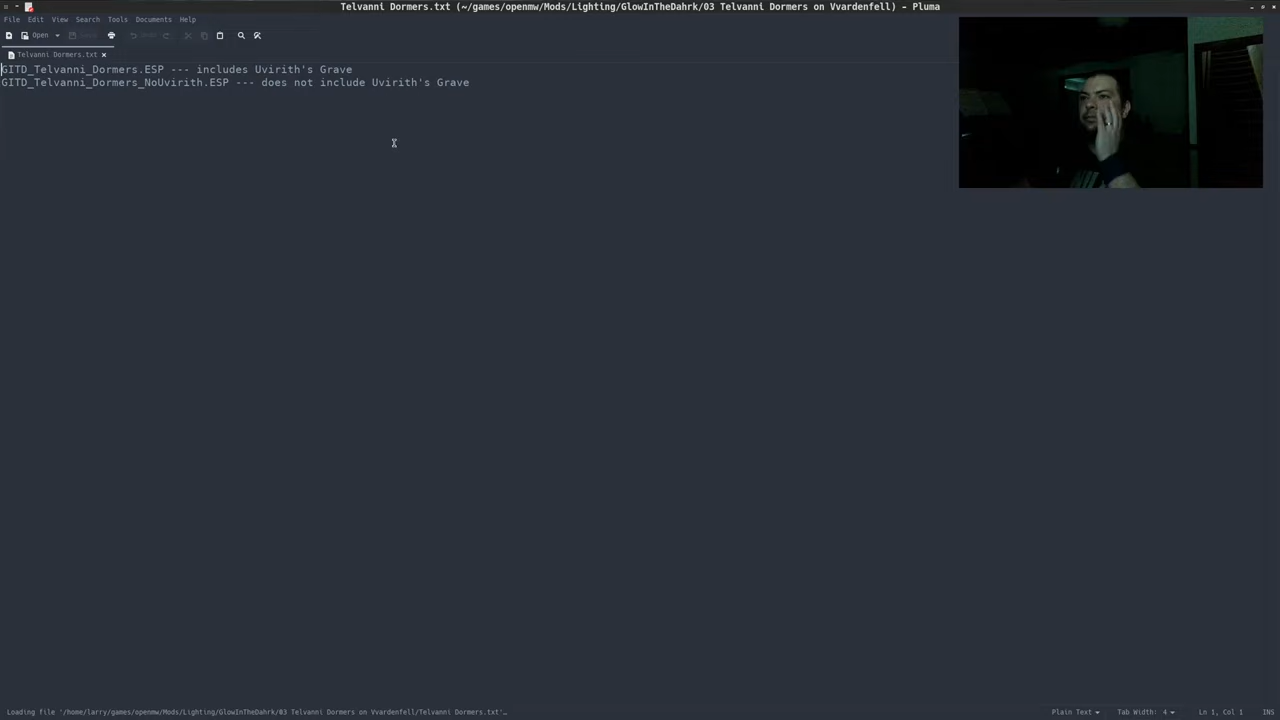 Telvanni Dormers.txt (~/games/openmw/Mods/Lighting/GlowInTheDahrk/03 Telvanni Dormers on Vvardenfell) - Pluma
File Edit View Search Tools Documents Help
Open Save Undo
Telvanni Dormers.txt
GITD_Telvanni_Dormers.ESP --- includes Uvirith's Grave
GITD_Telvanni_Dormers_NoUvirith.ESP --- does not include Uvirith's Grave
Loading file '/home/larry/games/openmw/Mods/Lighting/GlowInTheDahrk/03 Telvanni Dormers on Vvardenfell/Telvanni Dormers.txt'… Plain Text Tab Width: 4 Ln 1, Col 1 INS